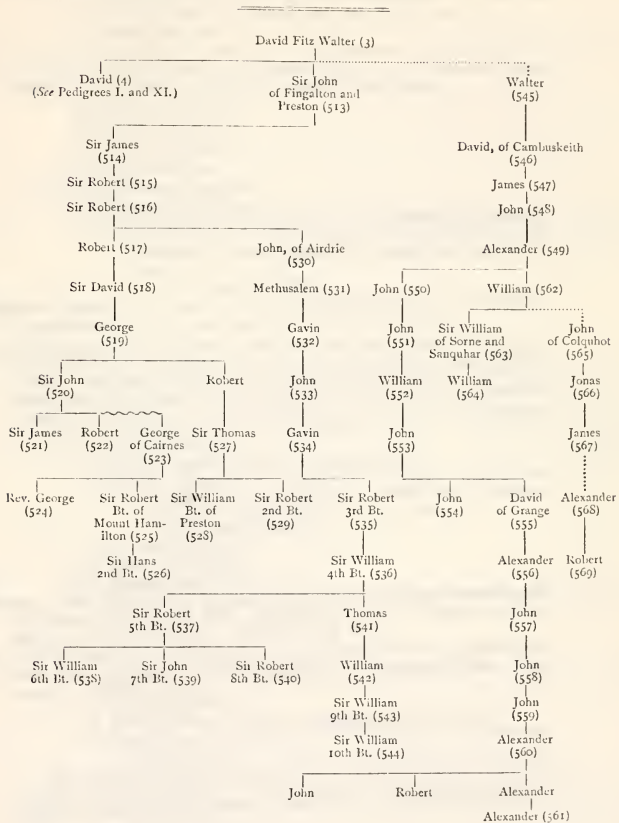 David Fitz Walter (3)
David (4)
(See Pedigrees I. and XI.)
Sir John
of Fingalton and
Preston (513)
Walter
(545)
Sir James
(514)
David, of Cambuskeith
(546)
Sir Robert (515)
James (547)
Sir Robert (516)
John (548)
Robert (517)
John, of Airdrie
(530)
Alexander (549)
Sir David (518)
Methusalem (531)
John (550)
William (562)
George
(519)
Gavin
(532)
John
(551)
Sir William
of Sorne and
Sanquhar (563)
John
of Colquhot
(565)
Sir John
(520)
Robert
John
(533)
William
(552)
William
(564)
Jonas
(566)
Sir James
(521)
Robert
(522)
George
of Cairnes
(523)
Sir Thomas
(527)
Gavin
(534)
John
(553)
James
(567)
Rev. George
(524)
Sir Robert
Bt. of
Mount Ham-
ilton (525)
Sir William
Bt. of
Preston
(528)
Sir Robert
2nd Bt.
(529)
Sir Robert
3rd Bt.
(535)
John
(554)
David
of Grange
(555)
Alexander
(568)
Sir Hans
2nd Bt. (526)
Sir William
4th Bt. (536)
Alexander
(556)
Robert
(569)
Sir Robert
5th Bt. (537)
Thomas
(541)
John
(557)
Sir William
6th Bt. (538)
Sir John
7th Bt. (539)
Sir Robert
8th Bt. (540)
William
(542)
John
(558)
Sir William
9th Bt. (543)
John
(559)
Sir William
10th Bt. (544)
Alexander
(560)
John
Robert
Alexander
Alexander (561)